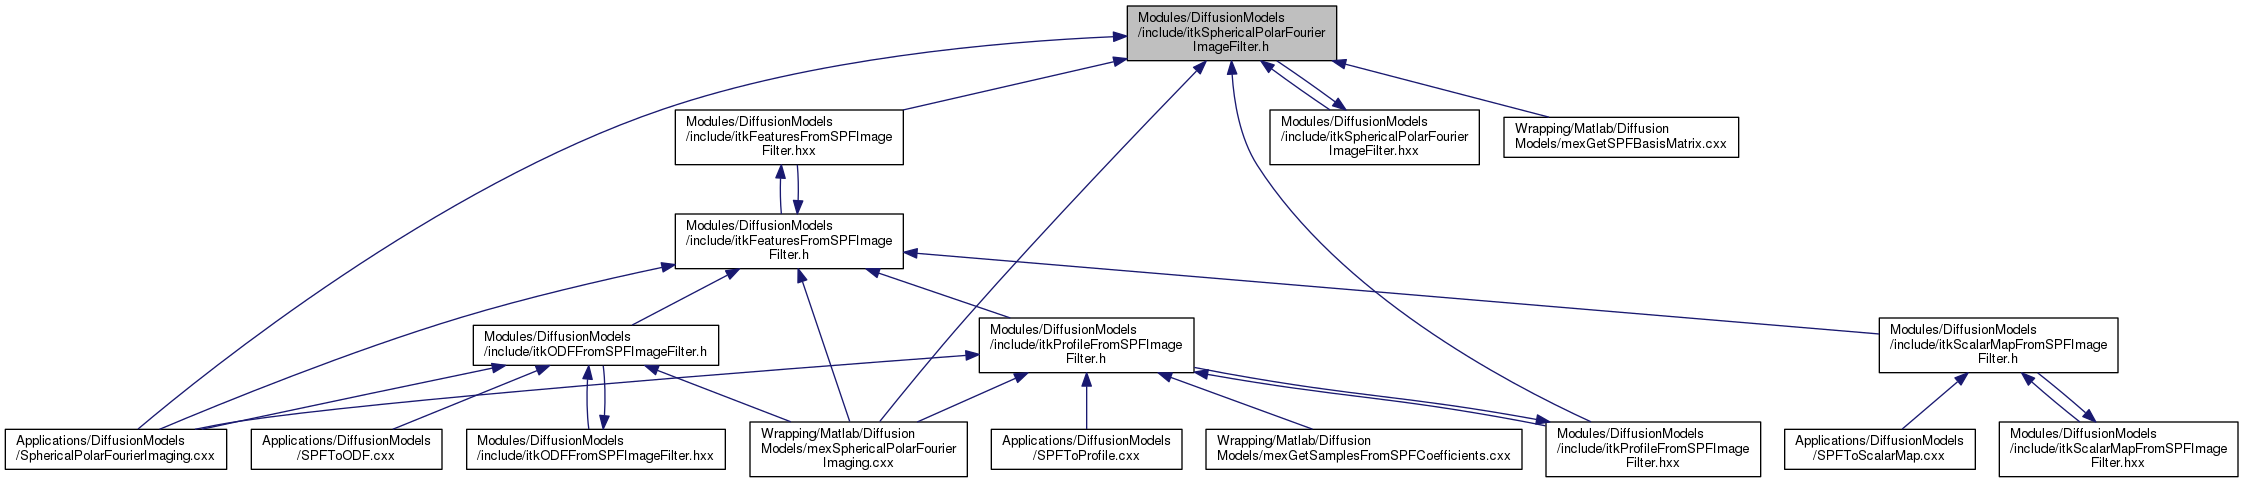 Modules/DiffusionModels
/include/itkSphericalPolarFourier
ImageFilter.h
Modules/DiffusionModels
/include/itkFeaturesFromSPFImage
Filter.hxx
Modules/DiffusionModels
/include/itkSphericalPolarFourier
ImageFilter.hxx
Wrapping/Matlab/Diffusion
Models/mexGetSPFBasisMatrix.cxx
Modules/DiffusionModels
/include/itkFeaturesFromSPFImage
Filter.h
Modules/DiffusionModels
/include/itkODFFromSPFImageFilter.h
Modules/DiffusionModels
/include/itkProfileFromSPFImage
Filter.h
Modules/DiffusionModels
/include/itkScalarMapFromSPFImage
Filter.h
Applications/DiffusionModels
/SphericalPolarFourierImaging.cxx
Applications/DiffusionModels
/SPFToODF.cxx
Modules/DiffusionModels
/include/itkODFFromSPFImageFilter.hxx
Wrapping/Matlab/Diffusion
Models/mexSphericalPolarFourier
Imaging.cxx
Applications/DiffusionModels
/SPFToProfile.cxx
Wrapping/Matlab/Diffusion
Models/mexGetSamplesFromSPFCoefficients.cxx
Modules/DiffusionModels
/include/itkProfileFromSPFImage
Filter.hxx
Applications/DiffusionModels
/SPFToScalarMap.cxx
Modules/DiffusionModels
/include/itkScalarMapFromSPFImage
Filter.hxx